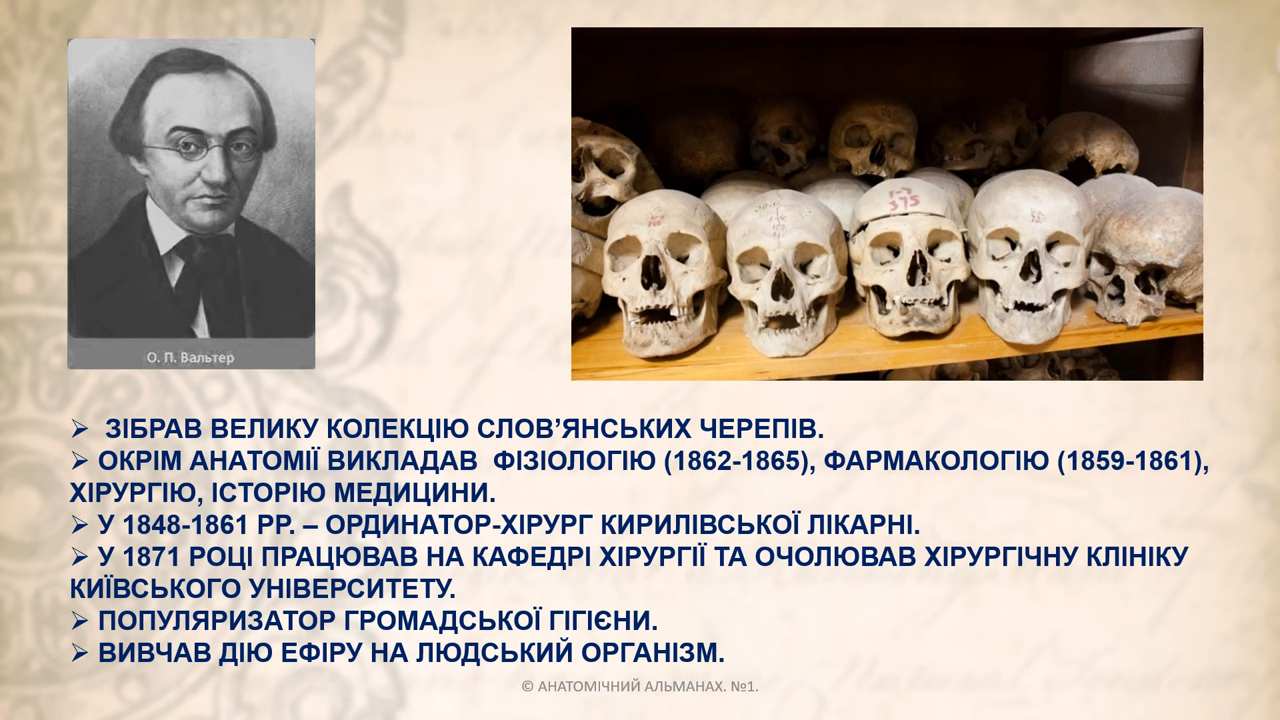 О. П. Вальтер
375
➢ ЗІБРАВ ВЕЛИКУ КОЛЕКЦІЮ СЛОВ’ЯНСЬКИХ ЧЕРЕПІВ.
➢ ОКРІМ АНАТОМІЇ ВИКЛАДАВ ФІЗІОЛОГІЮ (1862-1865), ФАРМАКОЛОГІЮ (1859-1861),
ХІРУРГІЮ, ІСТОРІЮ МЕДИЦИНИ.
➢ У 1848-1861 РР. – ОРДИНАТОР-ХІРУРГ КИРИЛІВСЬКОЇ ЛІКАРНІ.
➢ У 1871 РОЦІ ПРАЦЮВАВ НА КАФЕДРІ ХІРУРГІЇ ТА ОЧОЛЮВАВ ХІРУРГІЧНУ КЛІНІКУ
КИЇВСЬКОГО УНІВЕРСИТЕТУ.
➢ ПОПУЛЯРИЗАТОР ГРОМАДСЬКОЇ ГІГІЄНИ.
➢ ВИВЧАВ ДІЮ ЕФІРУ НА ЛЮДСЬКИЙ ОРГАНІЗМ.
© АНАТОМІЧНИЙ АЛЬМАНАХ. №1.